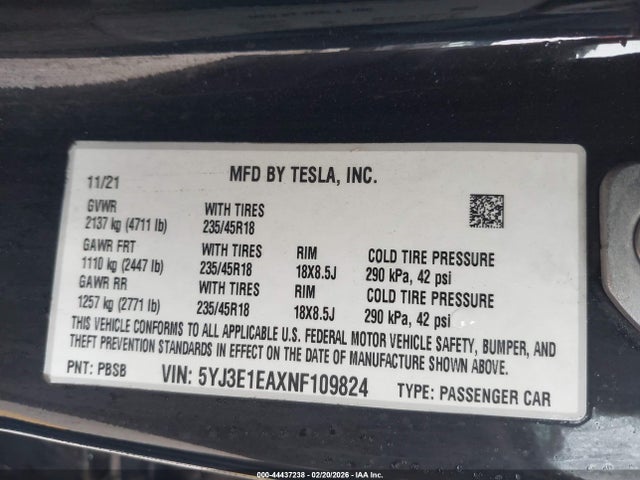 MFD BY TESLA, INC.
11/21
GVWR WITH TIRES
2137 kg (4711 lb) 235/45R18
GAWR FRT WITH TIRES RIM COLD TIRE PRESSURE
1110 kg (2447 lb) 235/45R18 18X8.5J 290 kPa, 42 psi
GAWR RR WITH TIRES RIM COLD TIRE PRESSURE
1257 kg (2771 lb) 235/45R18 18X8.5J 290 kPa, 42 psi
THIS VEHICLE CONFORMS TO ALL APPLICABLE U.S. FEDERAL MOTOR VEHICLE SAFETY, BUMPER, AND
THEFT PREVENTION STANDARDS IN EFFECT ON THE DATE OF MANUFACTURE SHOWN ABOVE.
PNT: PBSB VIN: 5YJ3E1EAXNF109824 TYPE: PASSENGER CAR
000-44437238 - 02/20/2026 - IAA Inc.